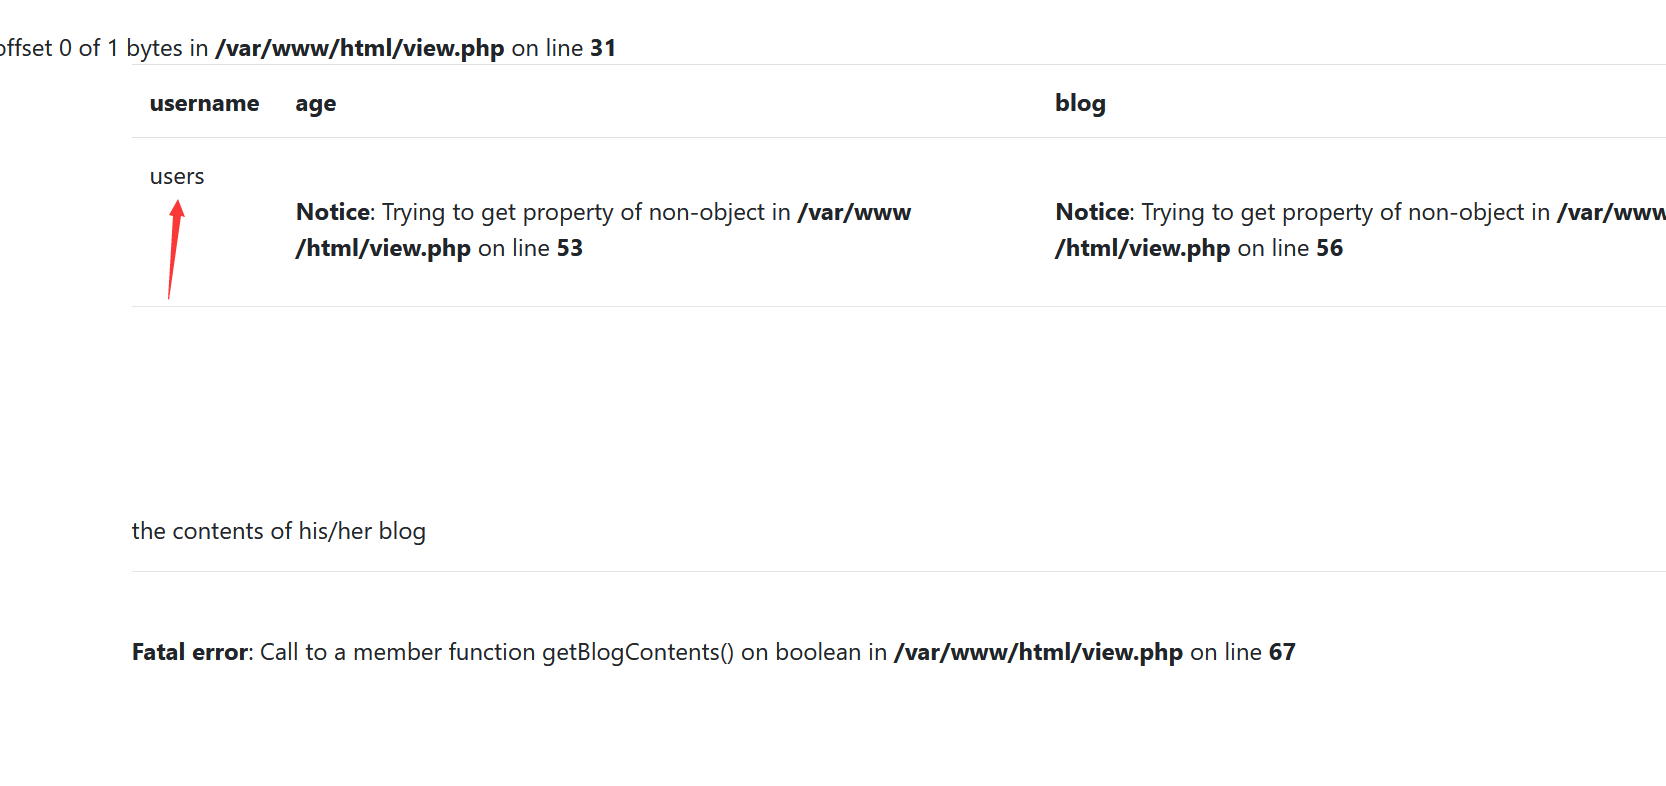 offset 0 of 1 bytes in /var/www/html/view.php on line 31
username age blog
users
Notice: Trying to get property of non-object in /var/www
/html/view.php on line 53
Notice: Trying to get property of non-object in /var/www
/html/view.php on line 56
the contents of his/her blog
Fatal error: Call to a member function getBlogContents() on boolean in /var/www/html/view.php on line 67